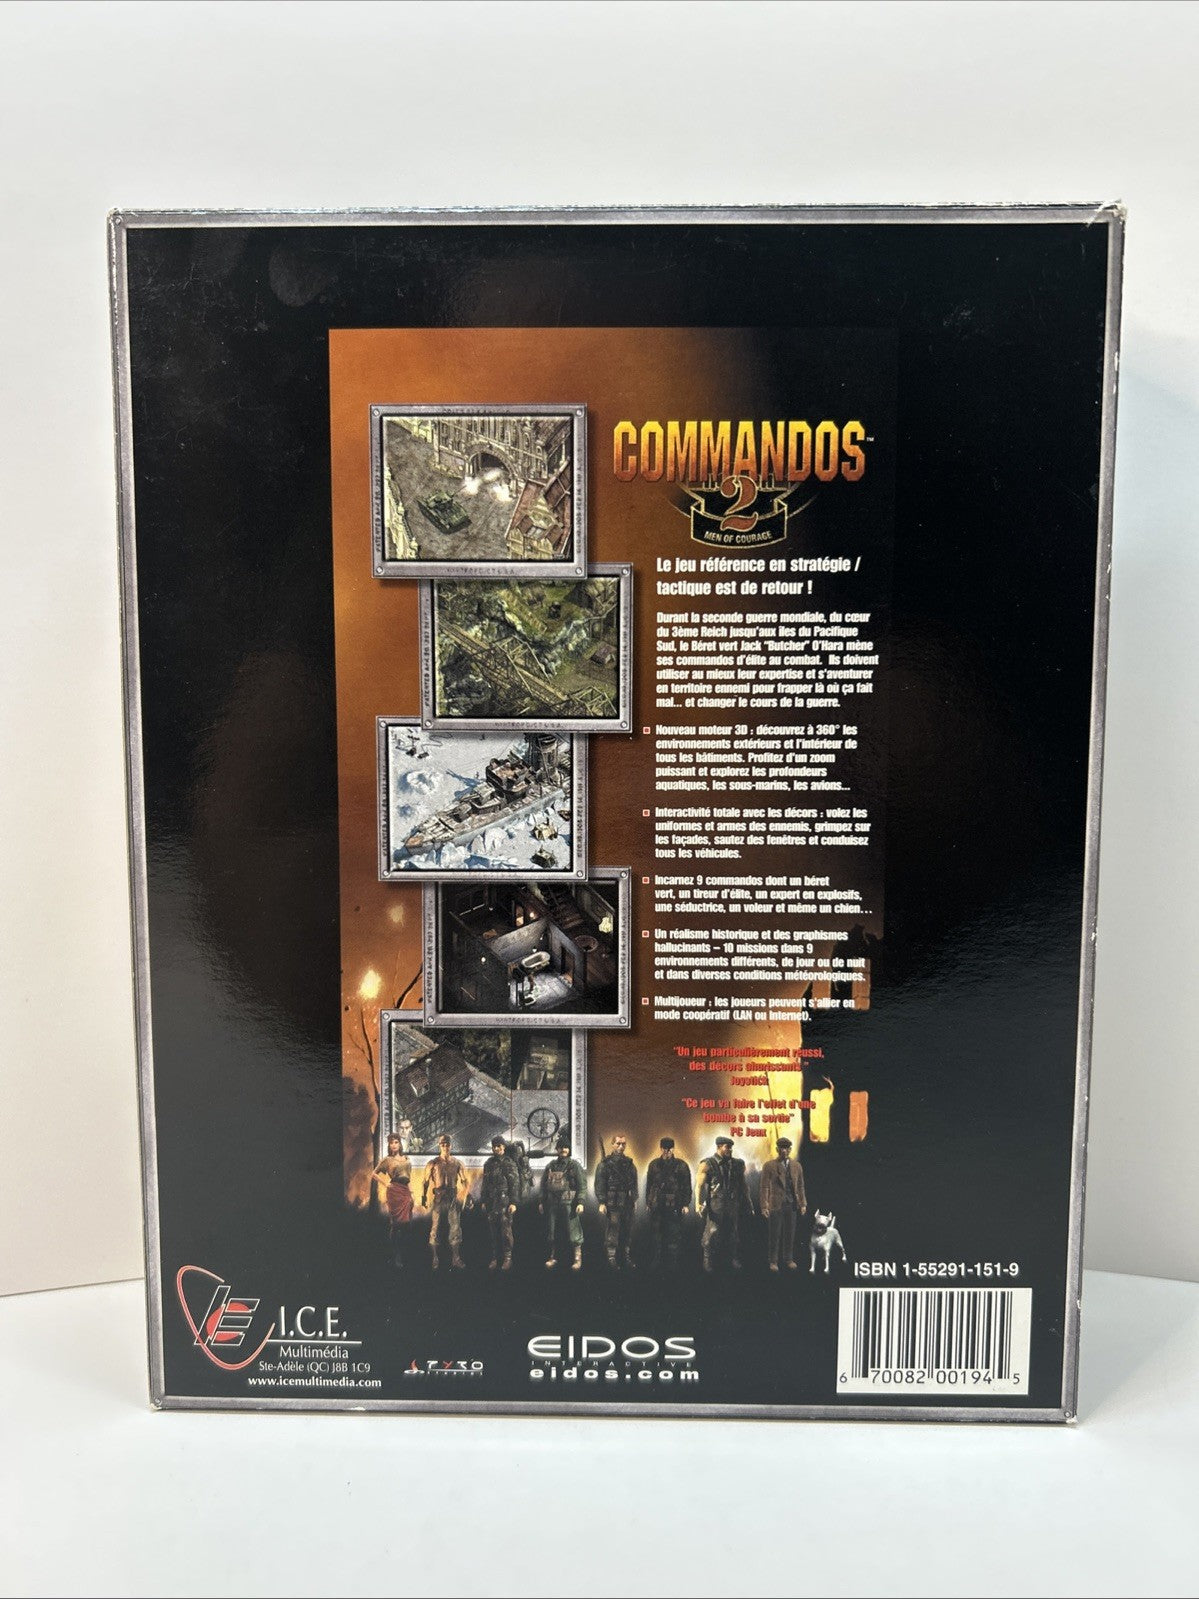 COMMANDOS™
2
MEN OF COURAGE
Le jeu référence en stratégie /
tactique est de retour !
Durant la seconde guerre mondiale, du cœur
du 3ème Reich jusqu'aux îles du Pacifique
Sud, le Béret vert Jack "Butcher" O'Hara mène
ses commandos d'élite au combat. Ils doivent
utiliser au mieux leur expertise et s'aventurer
en territoire ennemi pour frapper là où ça fait
mal... et changer le cours de la guerre.
Nouveau moteur 3D : découvrez à 360° les
environnements extérieurs et l'intérieur de
tous les bâtiments. Profitez d'un zoom
puissant et explorez les profondeurs
aquatiques, les sous-marins, les avions...
Interactivité totale avec les décors : volez les
uniformes et armes des ennemis, grimpez sur
les façades, sautez des fenêtres et conduisez
tous les véhicules.
Incarnez 9 commandos dont un béret
vert, un tireur d'élite, un expert en explosifs,
une séductrice, un voleur et même un chien...
Un réalisme historique et des graphismes
hallucinants – 10 missions dans 9
environnements différents, de jour ou de nuit
et dans diverses conditions météorologiques.
Multijoueur : les joueurs peuvent s'allier en
mode coopératif (LAN ou Internet).
"Un jeu particulièrement réussi,
des décors ahurissants"
Joystick
"Ce jeu va faire l'effet d'une
bombe à sa sortie"
PC Jeux
ISBN 1-55291-151-9
I.C.E.
Multimédia
Ste-Adèle (QC) J8B 1C9
www.icemultimedia.com
PYRO
STUDIOS
EIDOS
INTERACTIVE
eidos.com
6 70082 00194 5